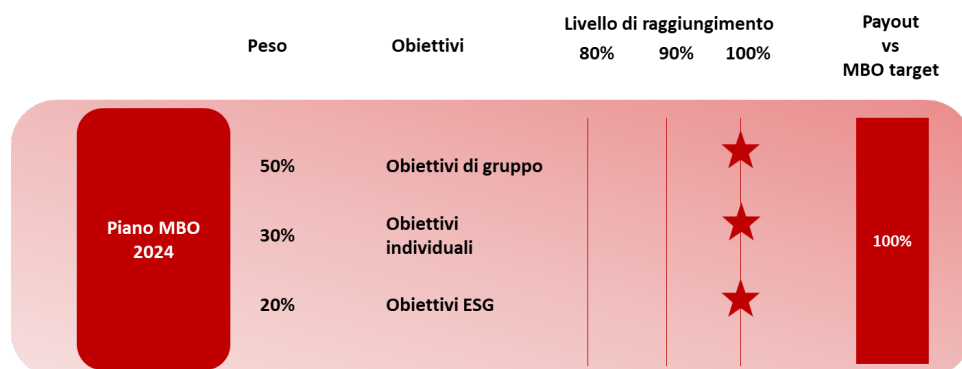 Peso
Obiettivi
Livello di raggiungimento
80%
90%
100%
Payout
vs
MBO target
Piano MBO
2024
50%
Obiettivi di gruppo
30%
Obiettivi
individuali
20%
Obiettivi ESG
100%